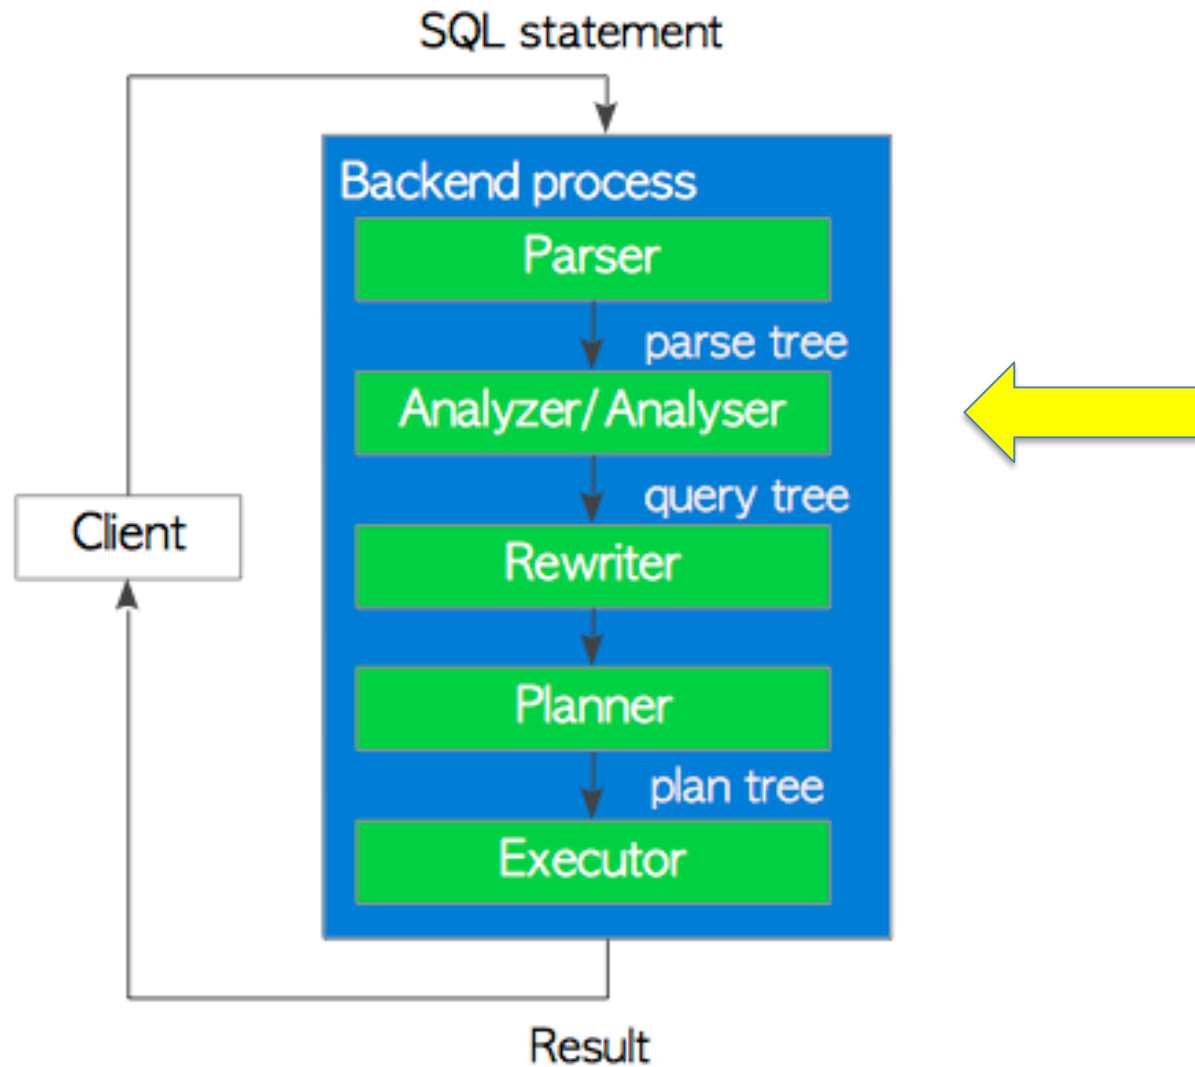 SQL statement
Backend process
Parser
parse tree
Analyzer/Analyser
query tree
Client
Rewriter
Planner
plan tree
Executor
Result